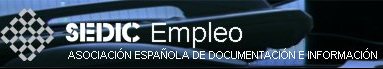 SEDIC Empleo
ASOCIACIÓN ESPAÑOLA DE DOCUMENTACIÓN E INFORMACIÓN